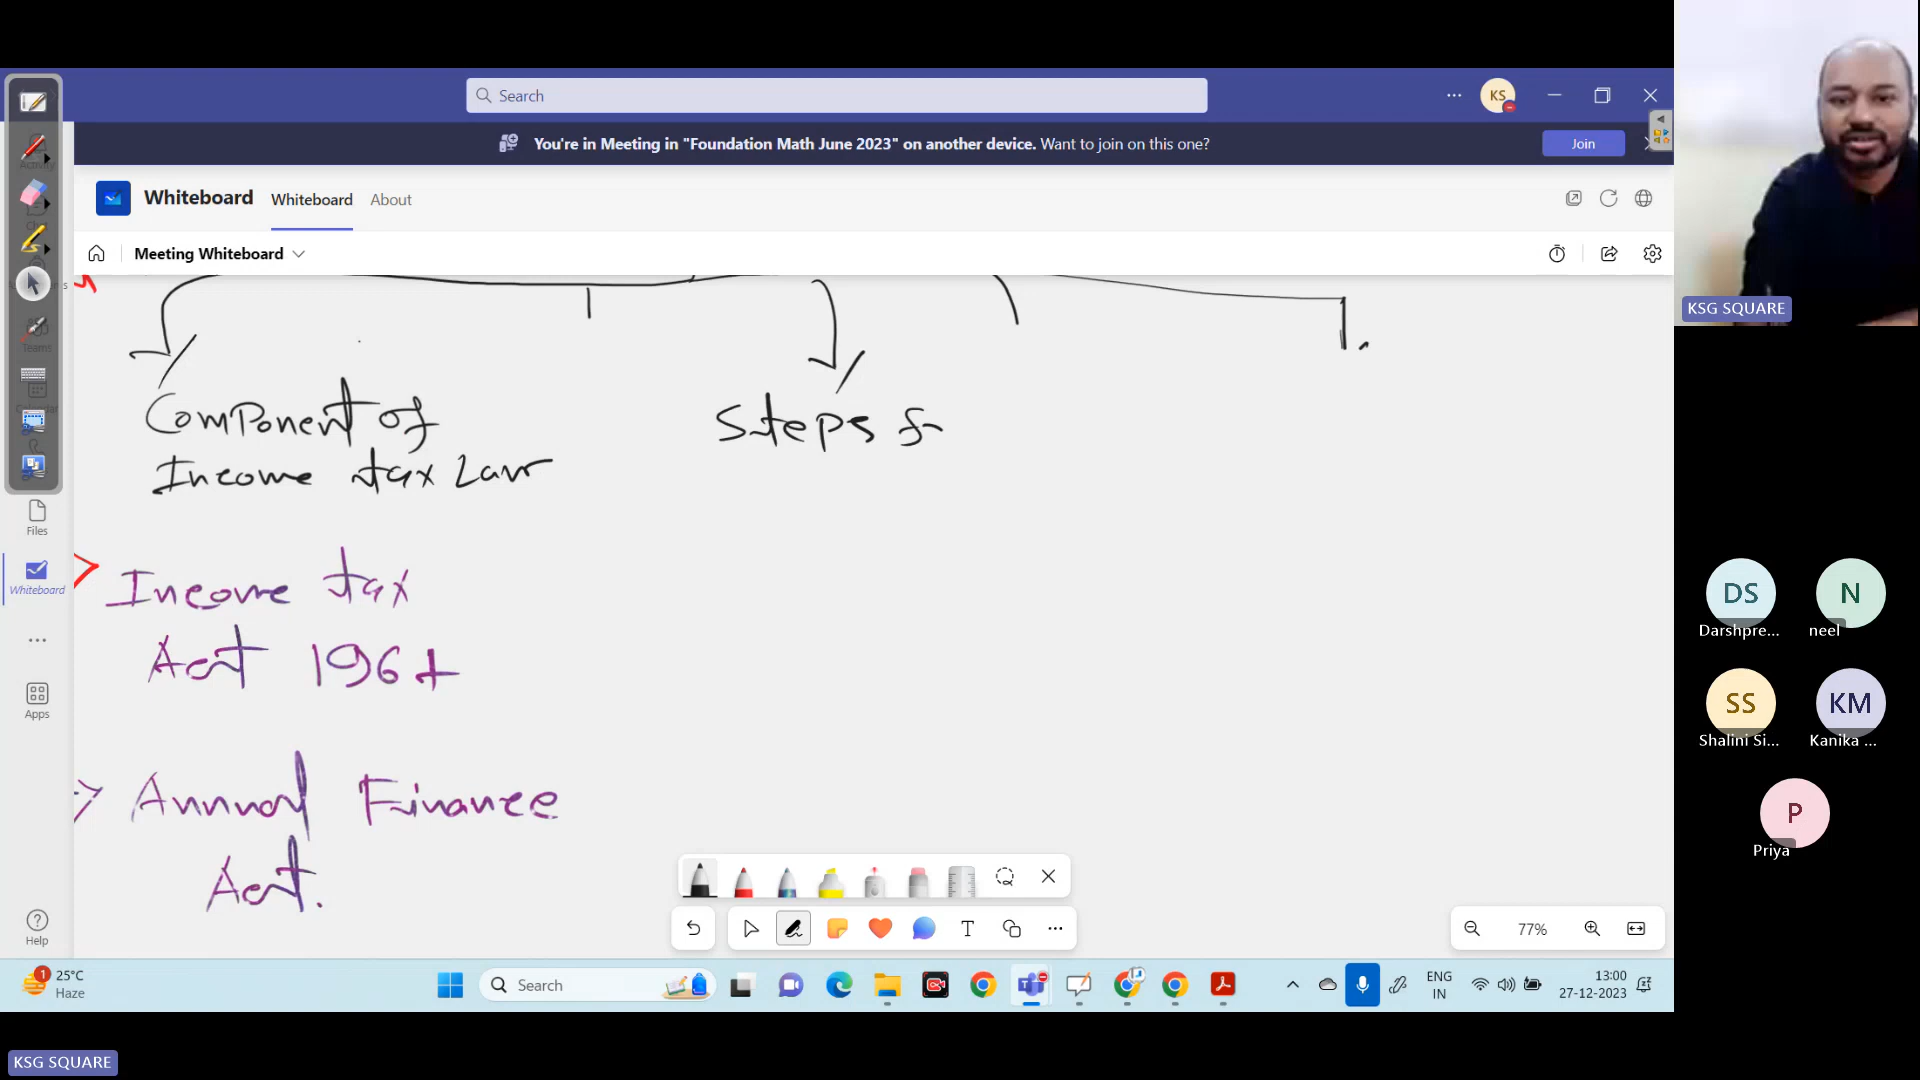 Search
KS
You're in Meeting in "Foundation Math June 2023" on another device. Want to join on this one?
Join
Whiteboard
Whiteboard
About
Meeting Whiteboard
KSG SQUARE
Component of
Income tax Law
Steps for
Income tax
Act 1961
Annual Finance
Act.
Teams
Files
Whiteboard
Apps
Help
DS
Darshpre...
N
neel
SS
Shalini Si...
KM
Kanika ...
P
Priya
77%
1
25°C
Haze
Search
ENG
IN
13:00
27-12-2023
KSG SQUARE